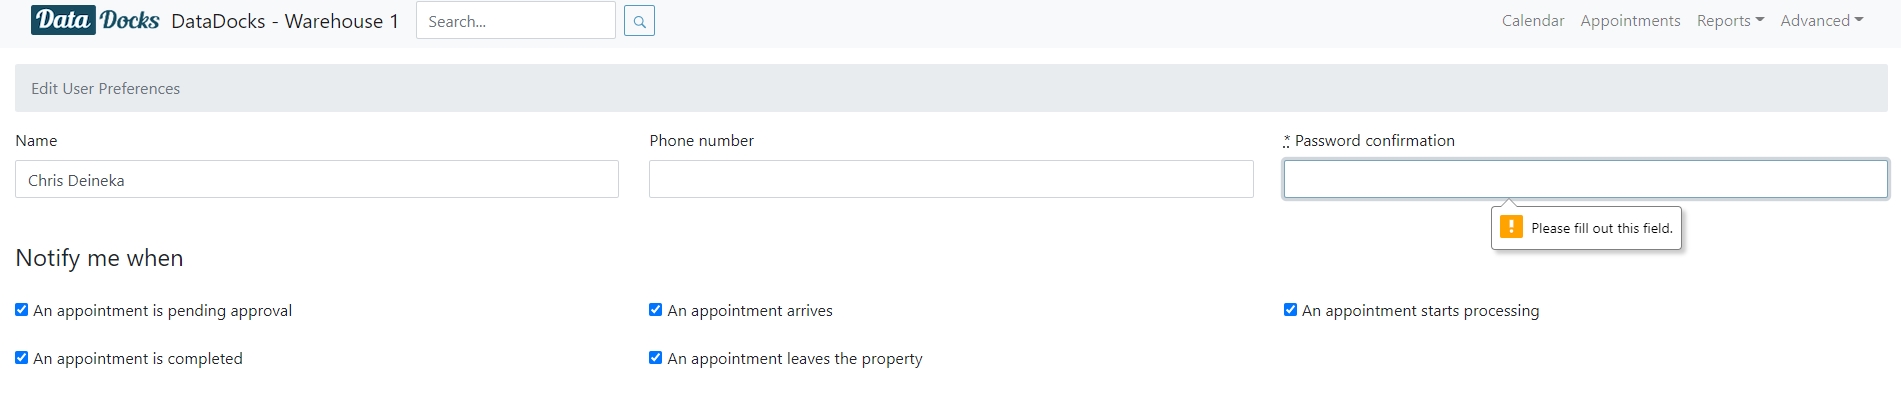 Data Docks DataDocks - Warehouse 1 Search... Calendar Appointments Reports Advanced
Edit User Preferences
Name Phone number * Password confirmation
Chris Deineka
! Please fill out this field.
Notify me when
An appointment is pending approval An appointment arrives An appointment starts processing
An appointment is completed An appointment leaves the property